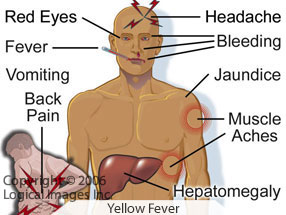 Red Eyes
Headache
Fever
Bleeding
Vomiting
Jaundice
Back
Pain
Muscle
Aches
Copyright © 2006
Logical Images Inc
Hepatomegaly
Yellow Fever